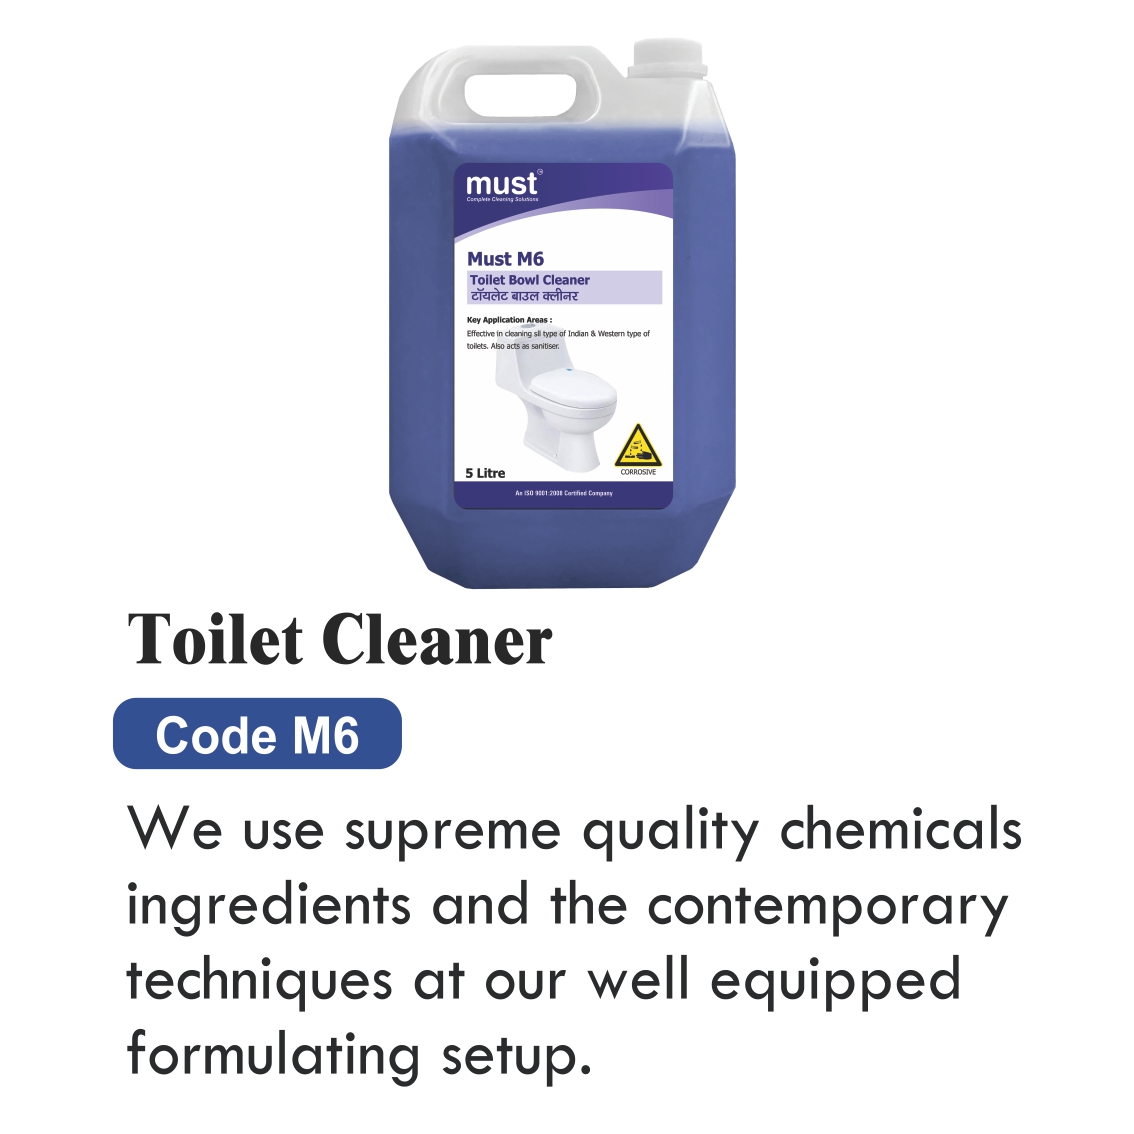 must
Complete Cleaning Solutions
Must M6
Toilet Bowl Cleaner
टॉयलेट बाउल क्लीनर
Key Application Areas :
Effective in cleaning sll type of Indian & Western type of
toilets. Also acts as sanitiser.
5 Litre
CORROSIVE
An ISO 9001:2008 Certified Company
Toilet Cleaner
Code M6
We use supreme quality chemicals
ingredients and the contemporary
techniques at our well equipped
formulating setup.